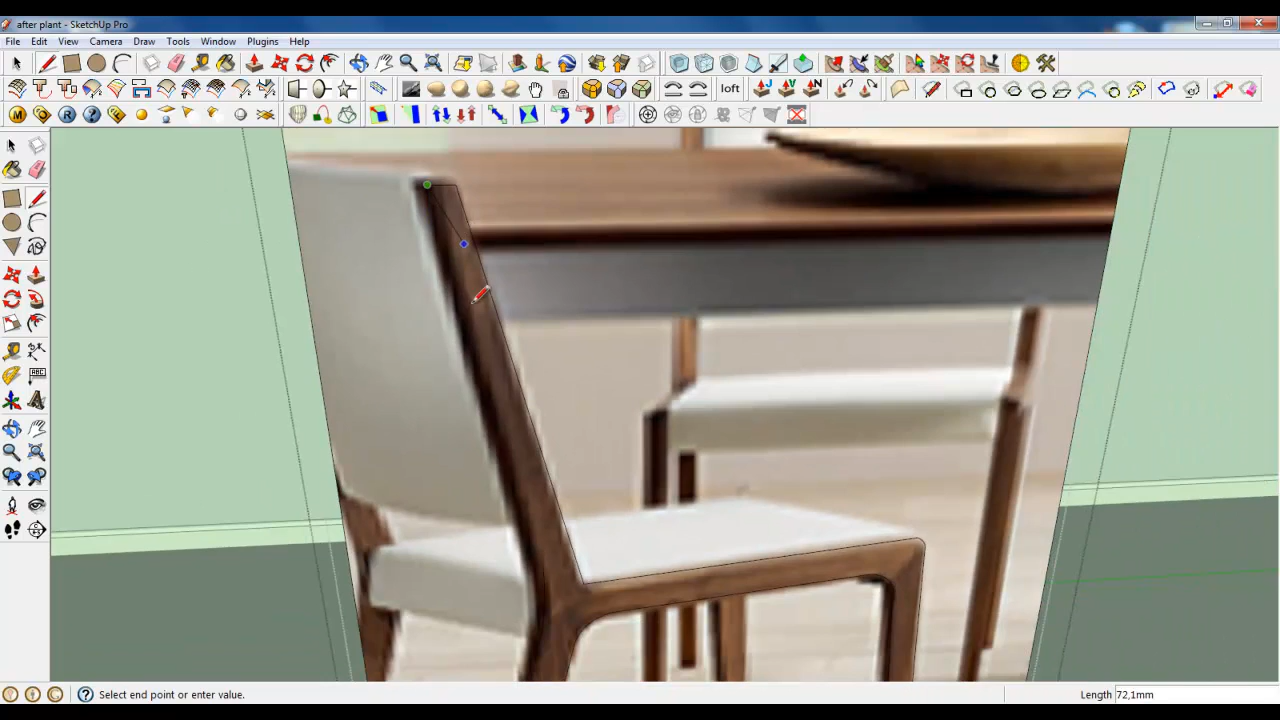 after plant - SketchUp Pro
File Edit View Camera Draw Tools Window Plugins Help
loft
M R
ABC
Select end point or enter value.
Length 72,1mm